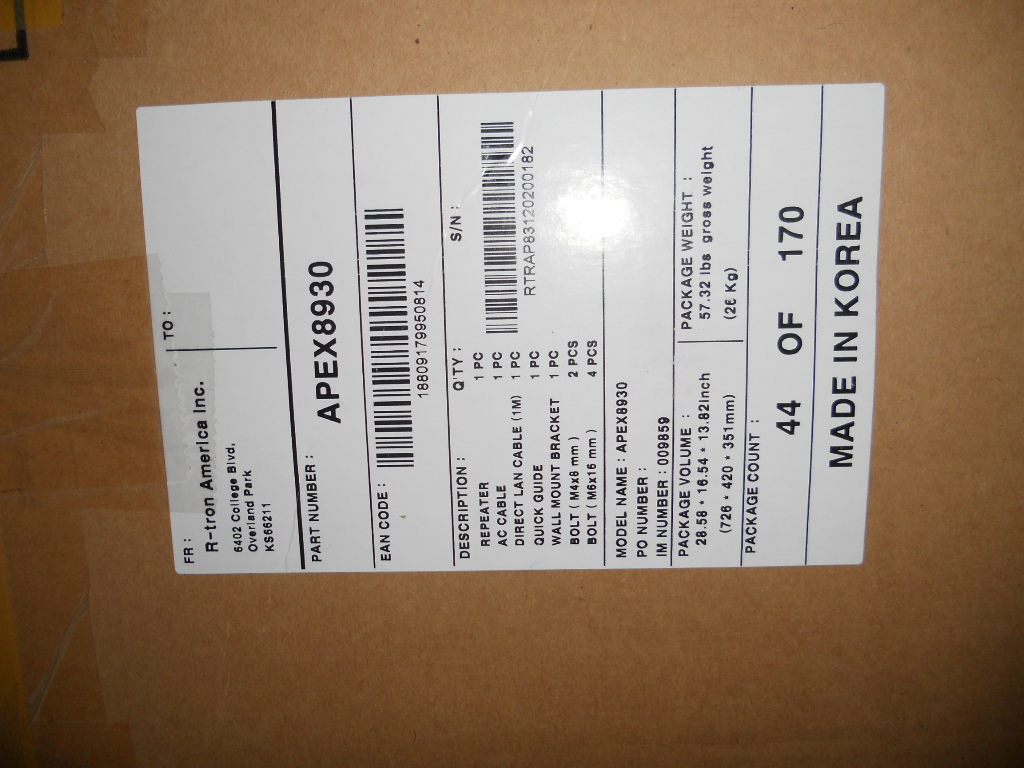 FR :
TO :
R-tron America Inc.
6402 College Blvd,
Overland Park
KS66211
PART NUMBER :
APEX8930
EAN CODE :
18809179950814
DESCRIPTION : Q'TY : S/N :
REPEATER 1 PC
AC CABLE 1 PC
DIRECT LAN CABLE (1M) 1 PC
QUICK GUIDE 1 PC
WALL MOUNT BRACKET 1 PC
BOLT ( M4x8 mm ) 2 PCS
BOLT ( M6x16 mm ) 4 PCS
RTRAP83120200182
MODEL NAME : APEX8930
PO NUMBER :
IM NUMBER : 009859
PACKAGE VOLUME :
28.58 * 16.54 * 13.82inch
(726 * 420 * 351mm)
PACKAGE WEIGHT :
57.32 lbs gross weight
(26 Kg)
PACKAGE COUNT :
44 OF 170
MADE IN KOREA